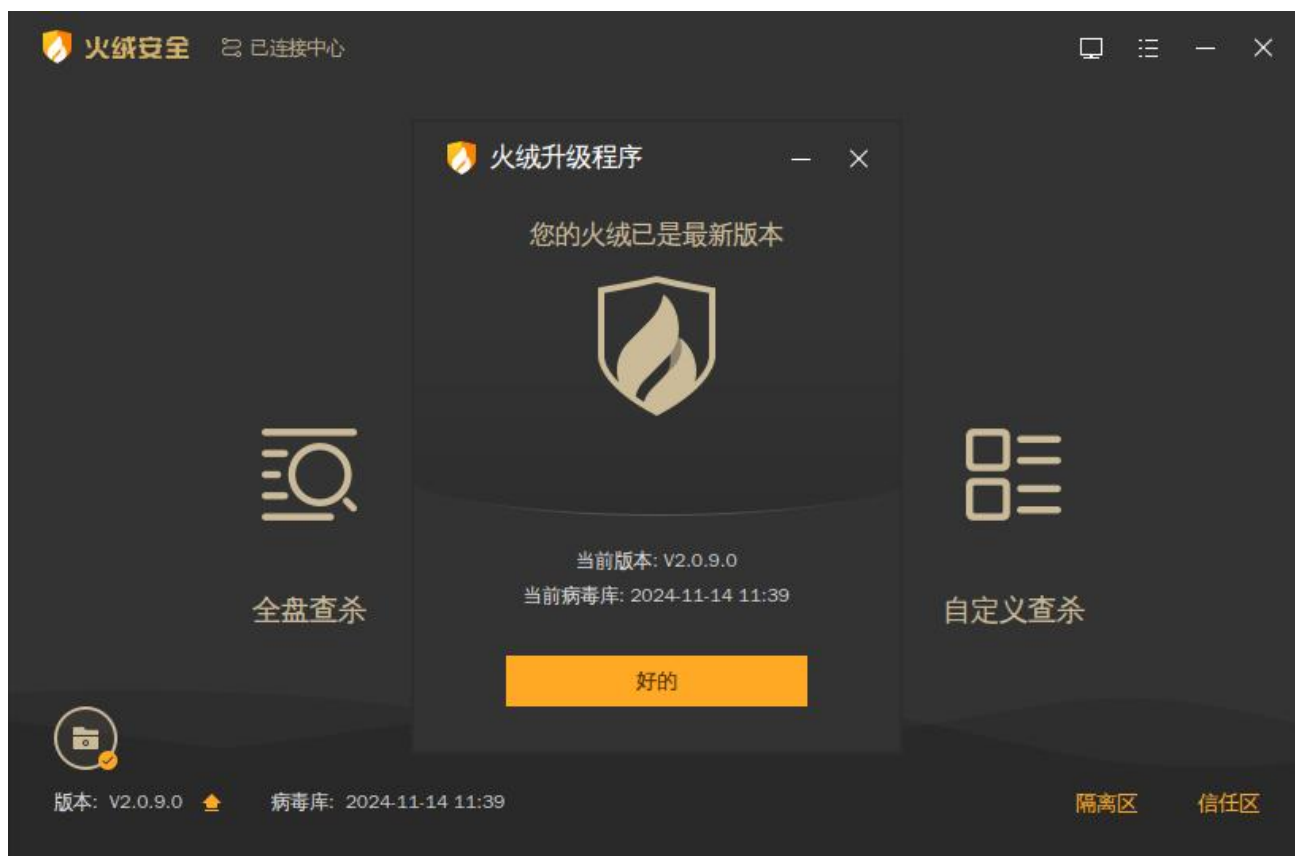 火绒安全 已连接中心
火绒升级程序
您的火绒已是最新版本
当前版本: V2.0.9.0
当前病毒库: 2024-11-14 11:39
全盘查杀
自定义查杀
好的
版本: V2.0.9.0 病毒库: 2024-11-14 11:39 隔离区 信任区